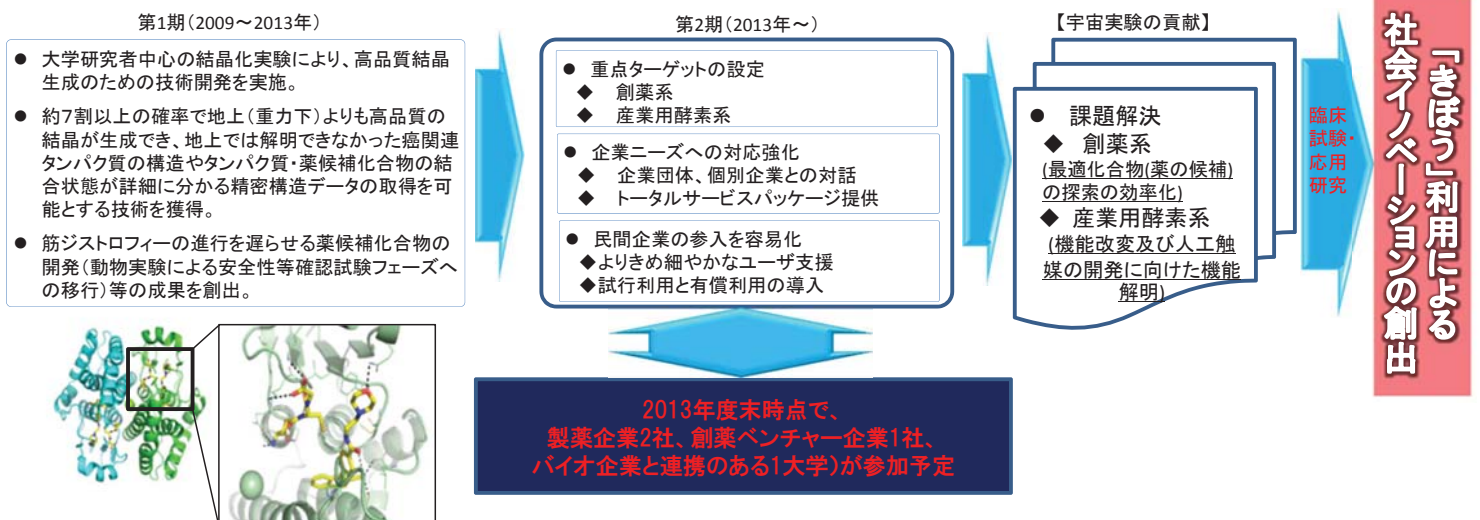 第1期(2009～2013年)
● 大学研究者中心の結晶化実験により、高品質結晶
生成のための技術開発を実施。
● 約7割以上の確率で地上(重力下)よりも高品質の
結晶が生成でき、地上では解明できなかった癌関連
タンパク質の構造やタンパク質・薬候補化合物の結
合状態が詳細に分かる精密構造データの取得を可
能とする技術を獲得。
● 筋ジストロフィーの進行を遅らせる薬候補化合物の
開発(動物実験による安全性等確認試験フェーズへ
の移行)等の成果を創出。
第2期(2013年～)
● 重点ターゲットの設定
◆ 創薬系
◆ 産業用酵素系
● 企業ニーズへの対応強化
◆ 企業団体、個別企業との対話
◆ トータルサービスパッケージ提供
● 民間企業の参入を容易化
◆よりきめ細やかなユーザ支援
◆試行利用と有償利用の導入
2013年度末時点で、
製薬企業2社、創薬ベンチャー企業1社、
バイオ企業と連携のある1大学)が参加予定
【宇宙実験の貢献】
● 課題解決
◆ 創薬系
(最適化合物(薬の候補)
の探索の効率化)
◆ 産業用酵素系
(機能改変及び人工触
媒の開発に向けた機能
解明)
臨床
試験・
応用
研究
「きぼう」利用による
社会イノベーションの創出